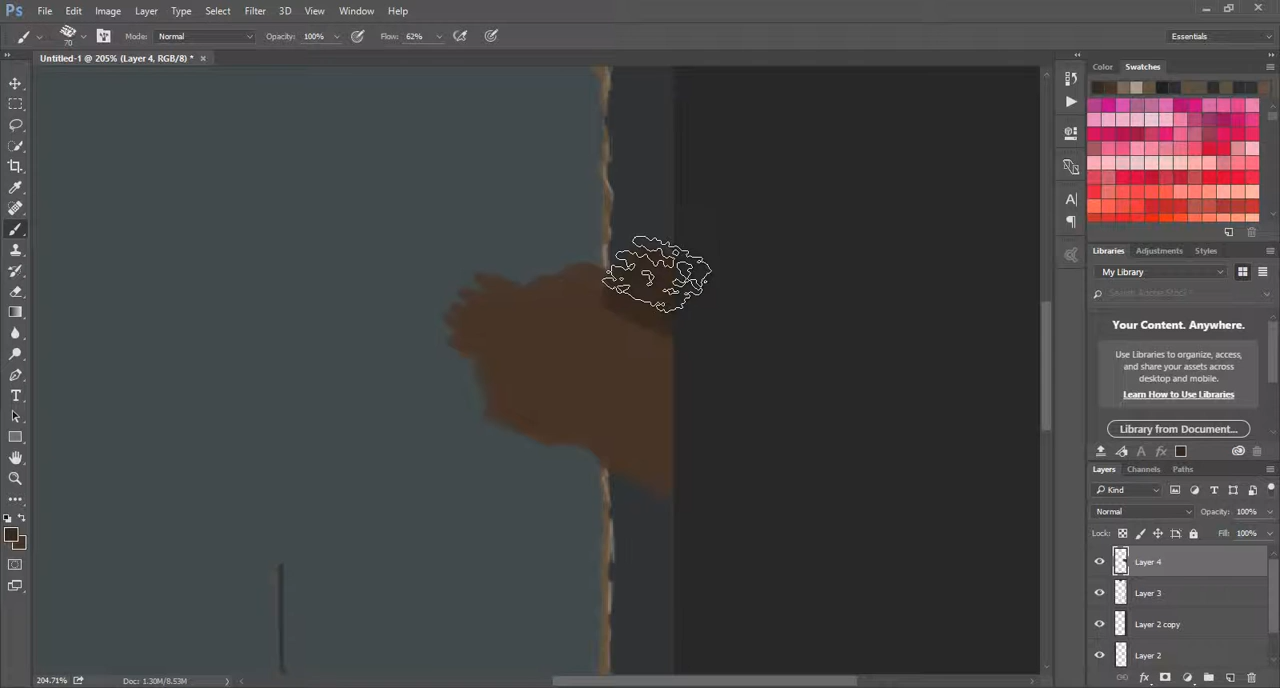 Ps File Edit Image Layer Type Select Filter 3D View Window Help
70 Mode: Normal Opacity: 100% Flow: 62% Essentials
Untitled-1 @ 205% (Layer 4, RGB/8) *
Color Swatches
Libraries Adjustments Styles
My Library
Your Content. Anywhere.
Use Libraries to organize, access,
and share your assets across
desktop and mobile.
Learn How to Use Libraries
Library from Document...
Layers Channels Paths
Kind
Normal Opacity: 100%
Lock: Fill: 100%
Layer 4
Layer 3
Layer 2 copy
Layer 2
204.71% Doc: 1.30M/8.53M